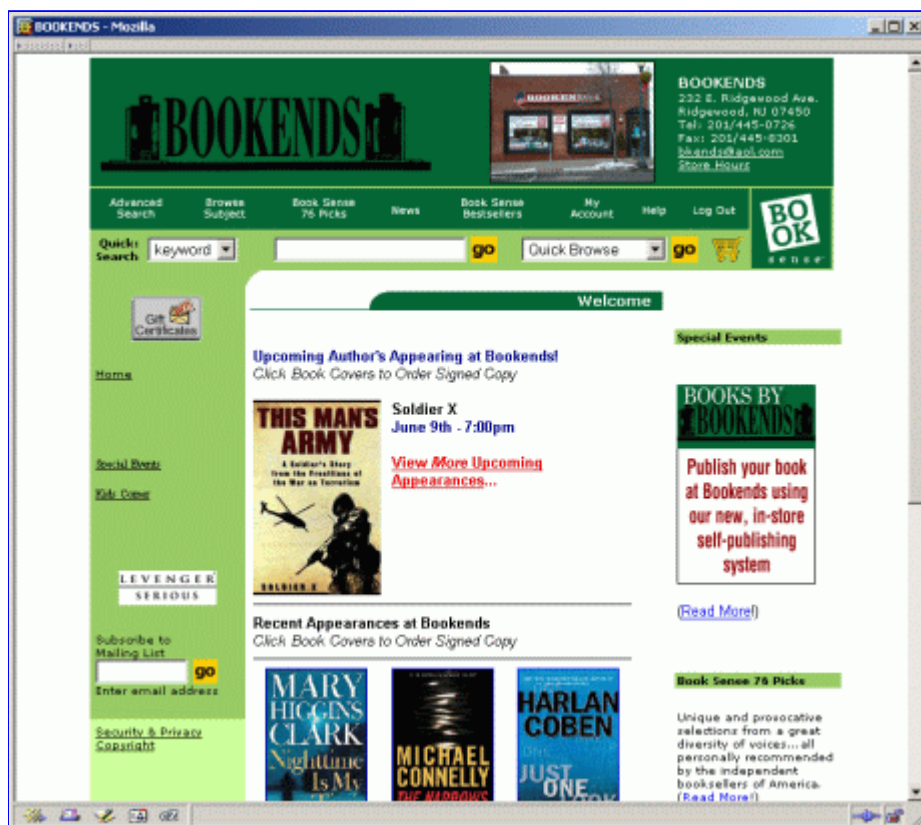 BOOKENDS - Mozilla
BOOKENDS
BOOKENDS
BOOKENDS
232 E. Ridgewood Ave.
Ridgewood, NJ 07450
Tel: 201/445-0726
Fax: 201/445-8301
bkends@aol.com
Store Hours
Advanced Search
Browse Subject
Book Sense 76 Picks
News
Book Sense Bestsellers
My Account
Help
Log Out
BOOK
sense
Quick Search
keyword
go
Quick Browse
go
Gift Certificates
Home
Special Events
Kids Corner
LEVENGER
SERIOUS
Subscribe to
Mailing List
go
Enter email address
Security & Privacy
Copyright
Welcome
Upcoming Author's Appearing at Bookends!
Click Book Covers to Order Signed Copy
THIS MAN'S
ARMY
A Soldier's Story
from the Frontlines of
the War on Terrorism
SOLDIER X
Soldier X
June 9th - 7:00pm
View More Upcoming
Appearances...
Recent Appearances at Bookends
Click Book Covers to Order Signed Copy
MARY
HIGGINS
CLARK
Nighttime
Is My
MICHAEL
CONNELLY
THE NARROWS
HARLAN
COBEN
JUST
ONE
Special Events
BOOKS BY
BOOKENDS
Publish your book
at Bookends using
our new, in-store
self-publishing
system
(Read More!)
Book Sense 76 Picks
Unique and provocative
selections from a great
diversity of voices...all
personally recommended
by the independent
booksellers of America.
(Read More!)